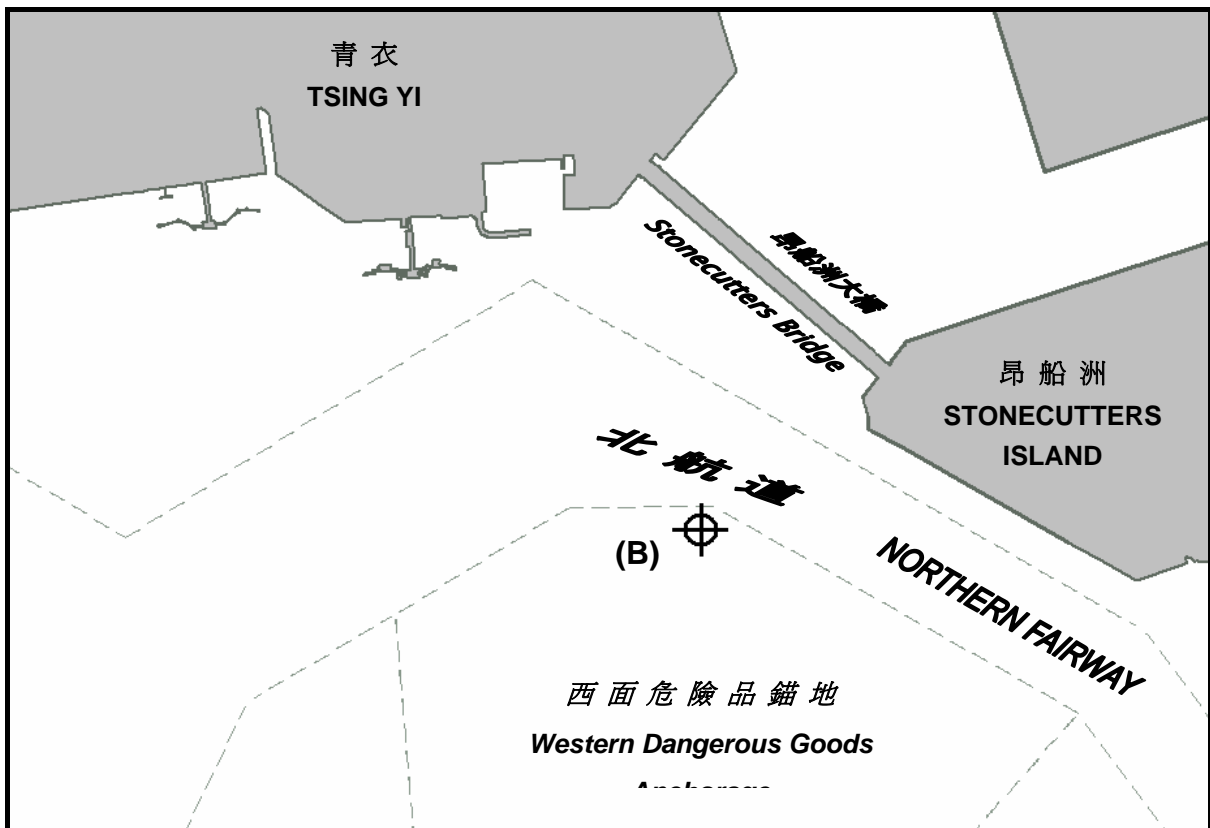 青衣
TSING YI
昂船洲大橋
Stonecutters Bridge
昂船洲
STONECUTTERS
ISLAND
北航道
(B)
NORTHERN FAIRWAY
西面危險品錨地
Western Dangerous Goods
Anchorage